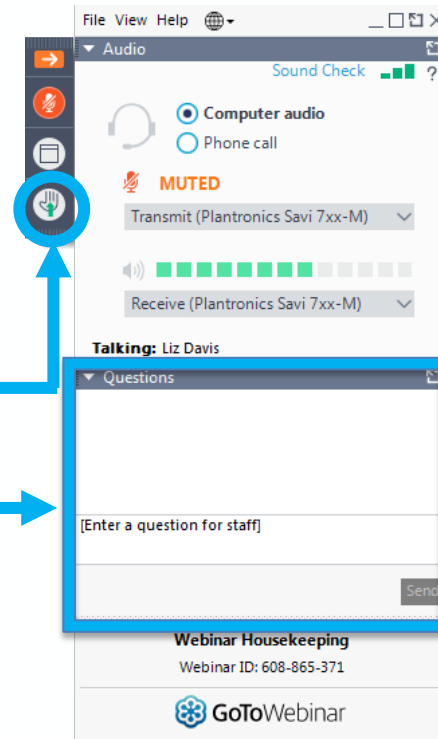 File View Help
Audio
Sound Check ?
Computer audio
Phone call
MUTED
Transmit (Plantronics Savi 7xx-M)
Receive (Plantronics Savi 7xx-M)
Talking: Liz Davis
Questions
[Enter a question for staff]
Send
Webinar Housekeeping
Webinar ID: 608-865-371
GoToWebinar